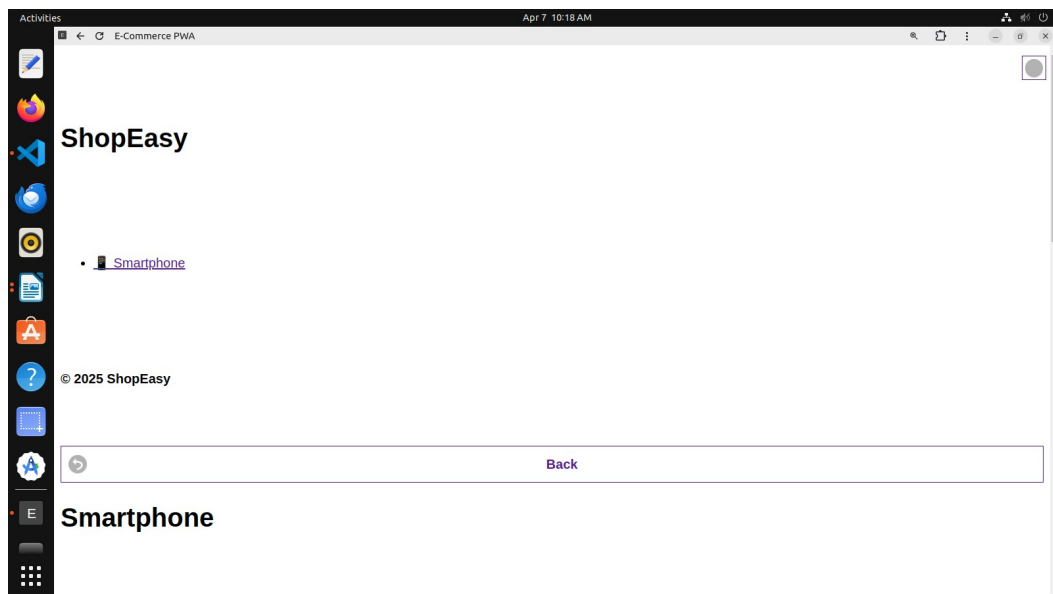 Activities
Apr 7 10:18 AM
E-Commerce PWA
ShopEasy
• 📱 Smartphone
© 2025 ShopEasy
Back
E
Smartphone